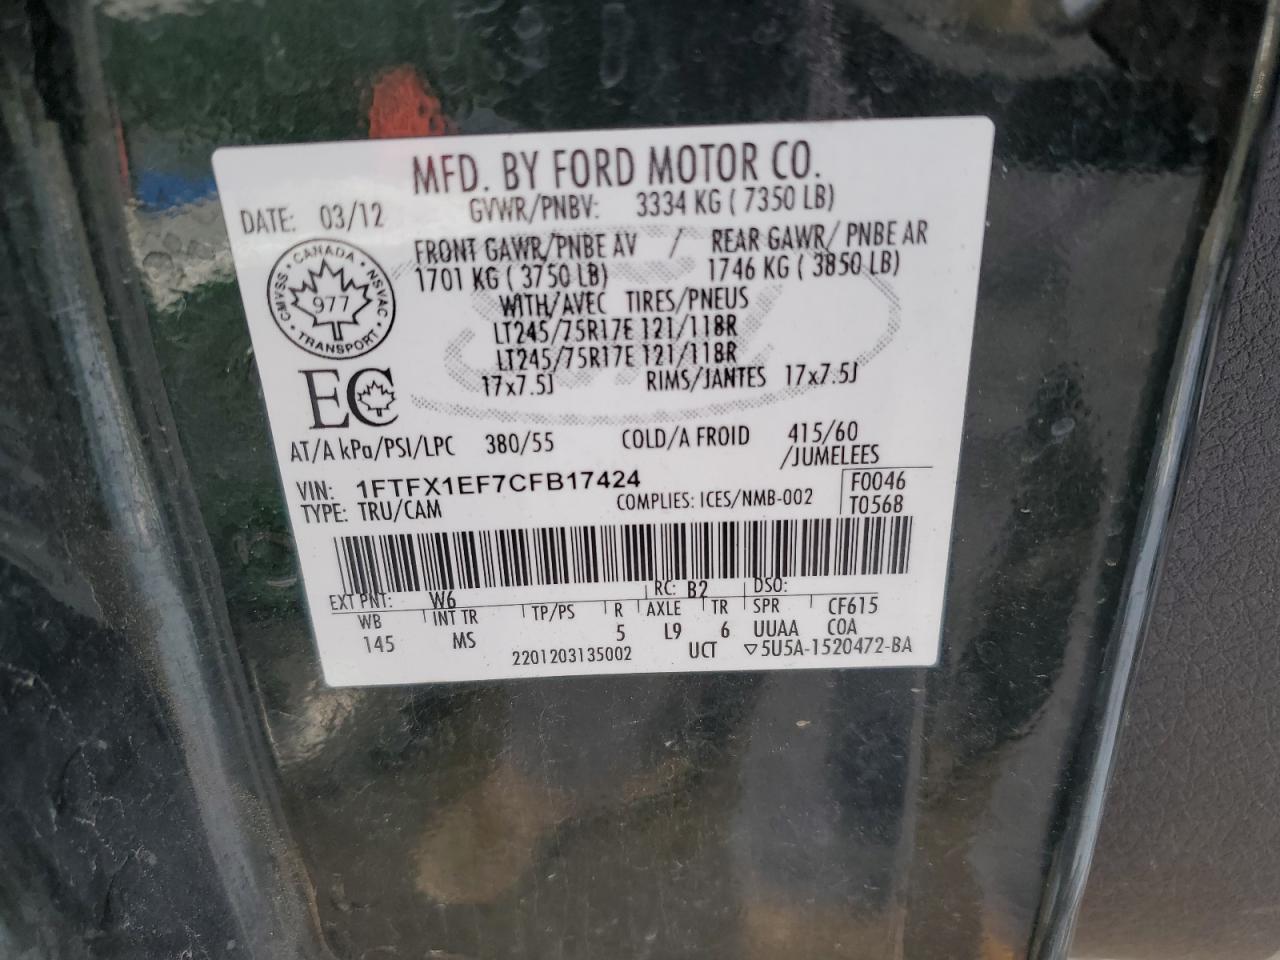 MFD. BY FORD MOTOR CO.
DATE: 03/12 GVWR/PNBV: 3334 KG ( 7350 LB)
FRONT GAWR/PNBE AV / REAR GAWR/ PNBE AR
1701 KG ( 3750 LB) 1746 KG ( 3850 LB)
WITH/AVEC TIRES/PNEUS
LT245/75R17E 121/118R
LT245/75R17E 121/118R
17x7.5J RIMS/JANTES 17x7.5J
CANADA
CMVSS 977 NSVAC
TRANSPORT
EC
AT/A kPa/PSI/LPC 380/55 COLD/A FROID 415/60
/JUMELEES
VIN: 1FTFX1EF7CFB17424 F0046
TYPE: TRU/CAM COMPLIES: ICES/NMB-002 T0568
EXT PNT: W6 RC: B2 DSO:
WB INT TR TP/PS R AXLE TR SPR CF615
145 MS 5 L9 6 UUAA COA
2201203135002 UCT ▽5U5A-1520472-BA